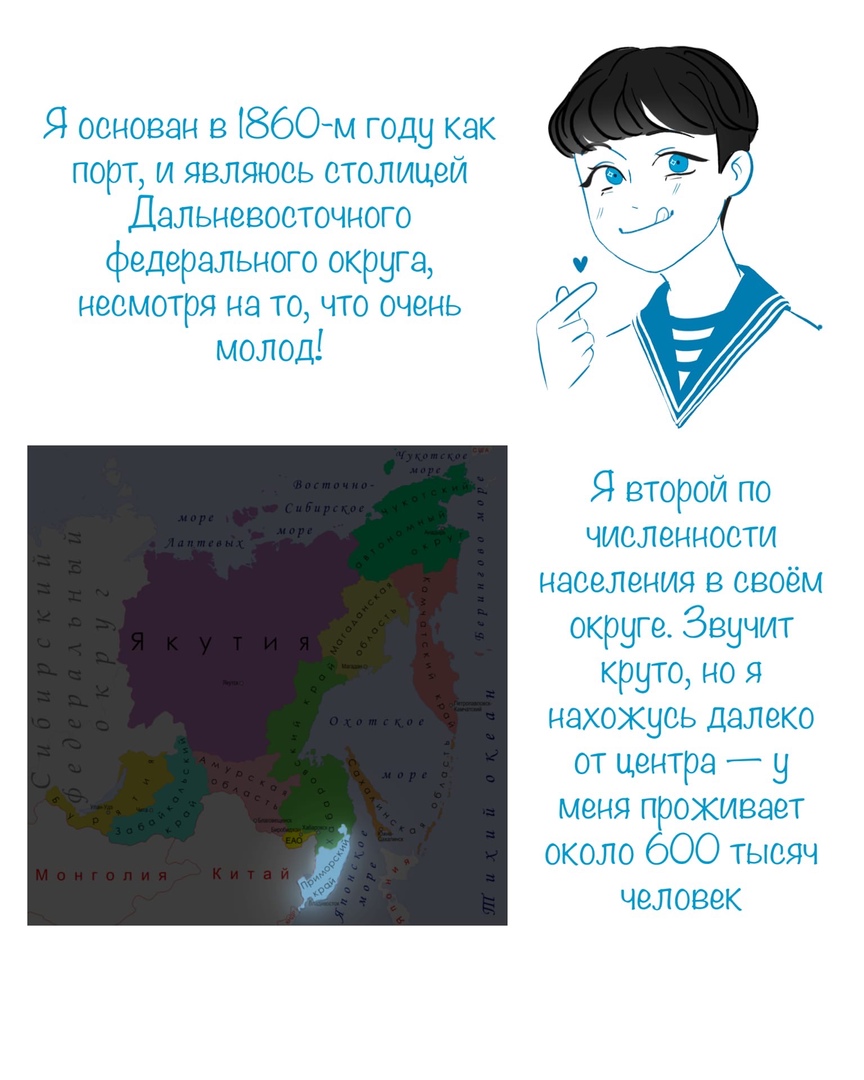 Я основан в 1860-м году как
порт, и являюсь столицей
Дальневосточного
федерального округа,
несмотря на то, что очень
молод!
Я второй по
численности
населения в своём
округе. Звучит
круто, но я
нахожусь далеко
от центра — у
меня проживает
около 600 тысяч
человек
США
Чукотское
море
Восточно-
Сибирское
море
море
Лаптевых
Чукотский
автономный
округ
Берингово море
Сибирский
федеральный
округ
Якутия
Магаданская
область
Камчатский край
Охотское
море
Амурская
область
Забайкальский
край
Бурятия
Сахалинская область
ЕАО
Монголия
Китай
Приморский
край
Японское
море
Тихий океан